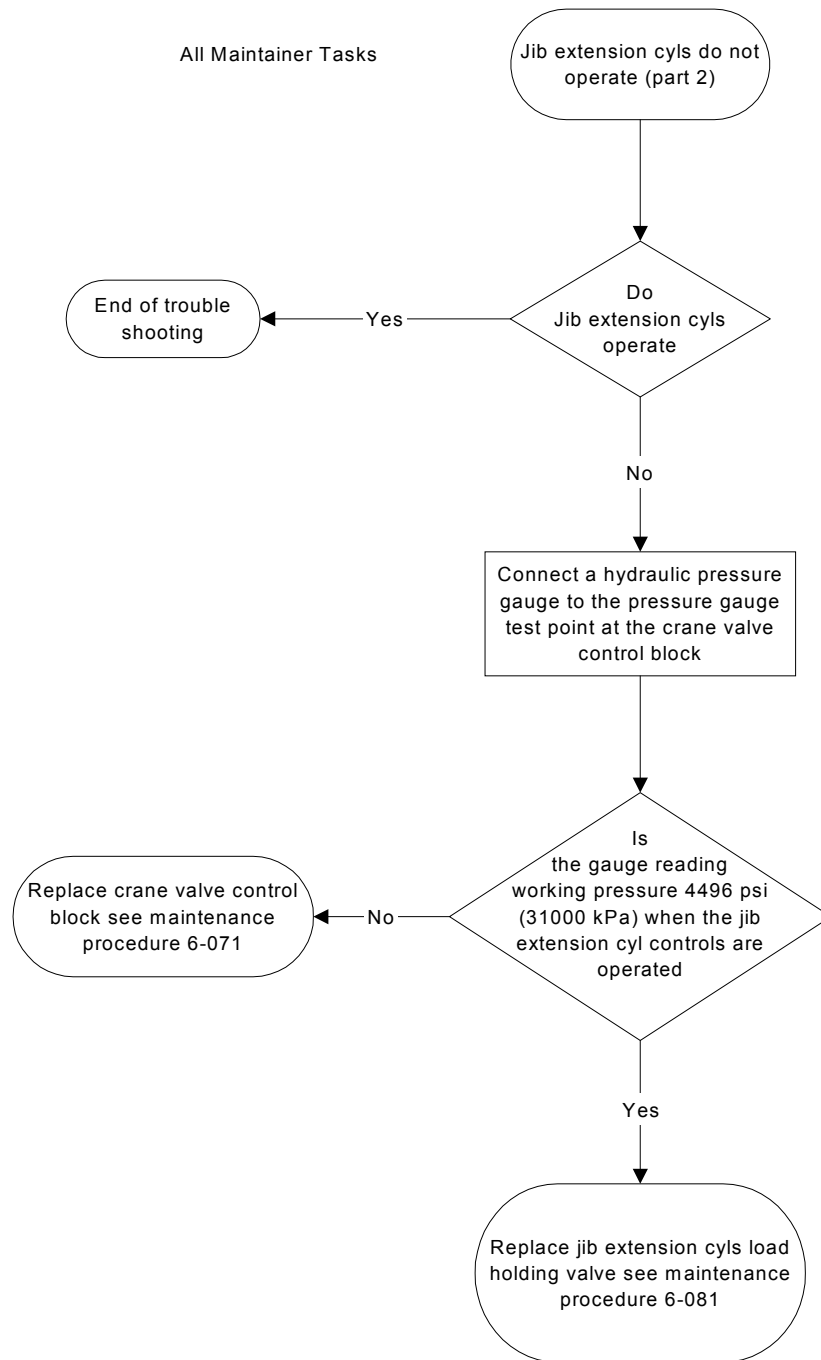 All Maintainer Tasks
Jib extension cyls do not
operate (part 2)
Do
Jib extension cyls
operate
Yes
End of trouble
shooting
No
Connect a hydraulic pressure
gauge to the pressure gauge
test point at the crane valve
control block
Is
the gauge reading
working pressure 4496 psi
(31000 kPa) when the jib
extension cyl controls are
operated
No
Replace crane valve control
block see maintenance
procedure 6-071
Yes
Replace jib extension cyls load
holding valve see maintenance
procedure 6-081